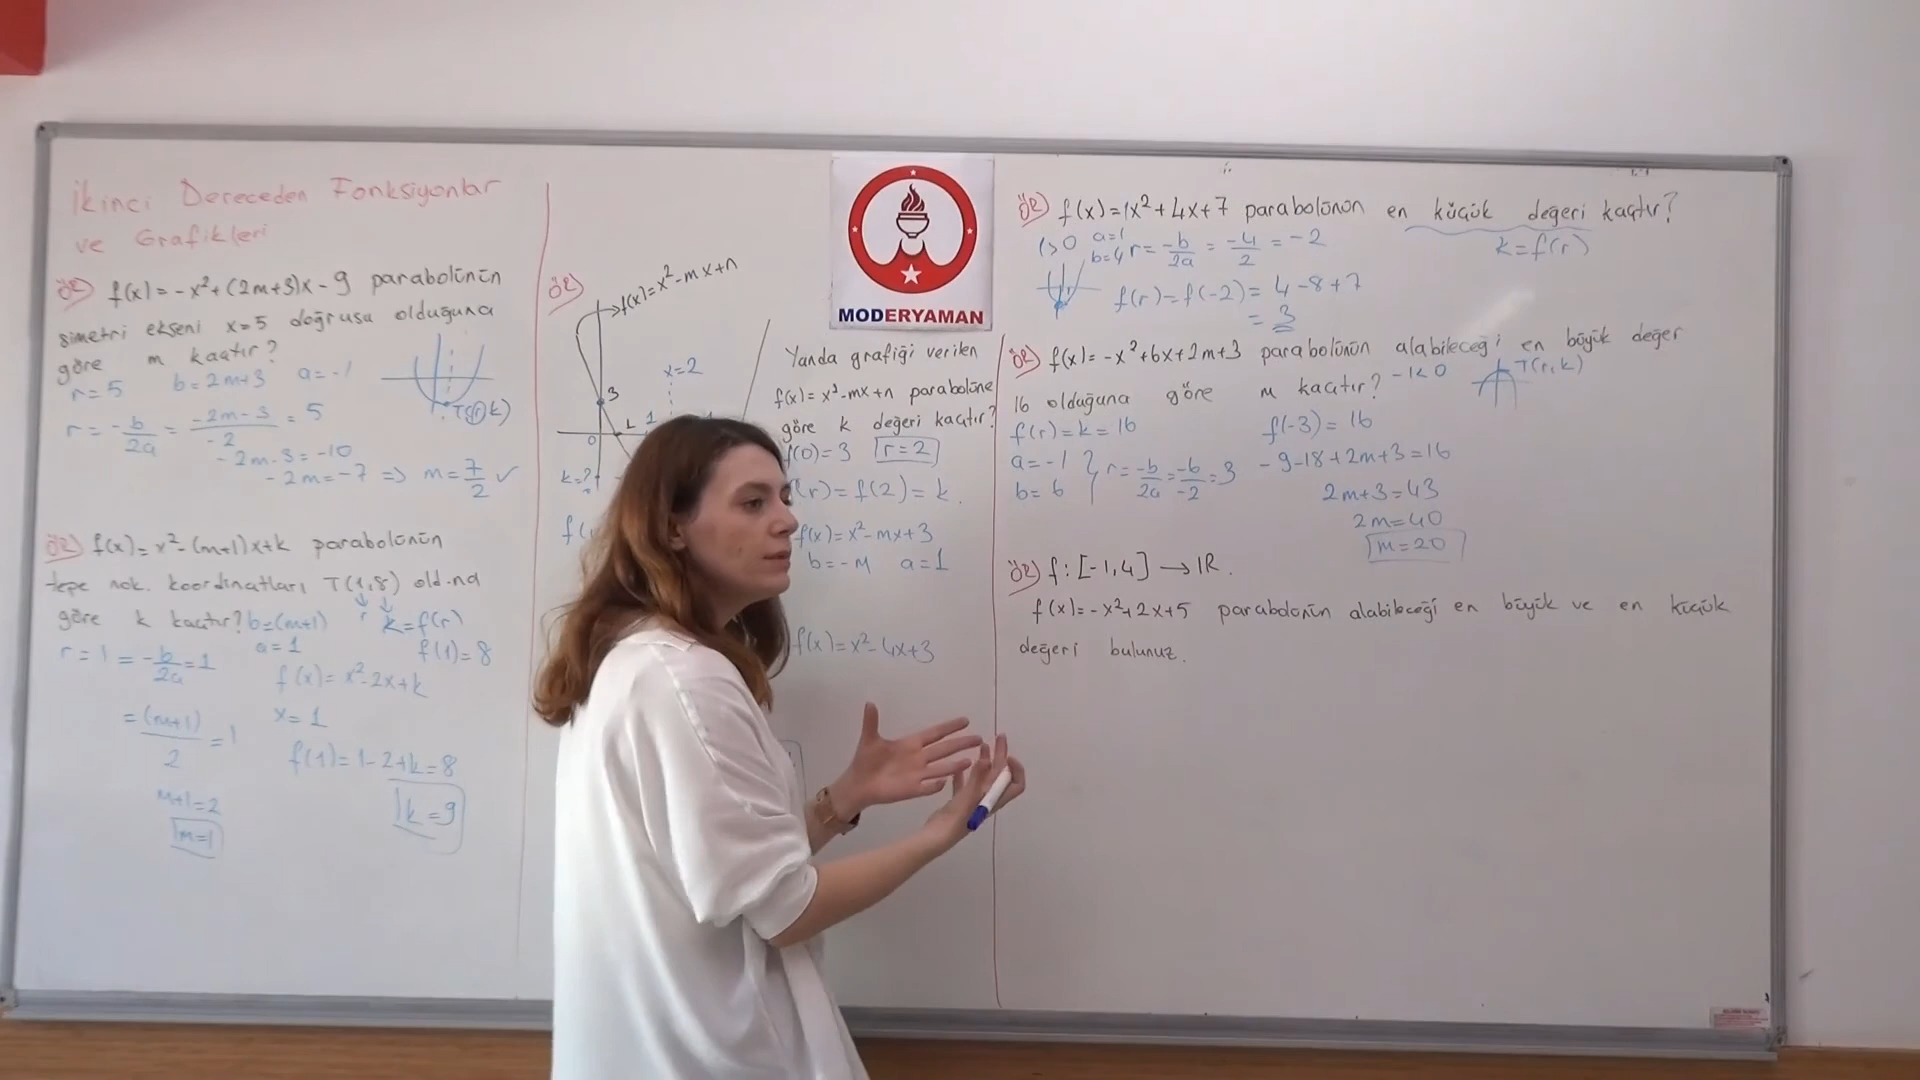 İkinci Dereceden Fonksiyonlar
ve Grafikleri
ör) f(x) = -x²+(2m+3)x - 9 parabolünün
simetri ekseni x=5 doğrusu olduğuna
göre m kaçtır?
r=5 b=2m+3 a=-1
T(r,k)
r = -b/2a = -2m-3/-2 = 5
-2m-3=-10
-2m=-7 => m=7/2 ✓
ör) f(x)= x²-(m+1)x+k parabolünün
tepe nok. koordinatları T(1,8) old.na
göre k kaçtır? b=(m+1) k=f(r)
r
r=1 = -b/2a = 1 a=1 f(1)=8
f(x)= x²-2x+k
= (m+1)/2 = 1 x=1
f(1)= 1-2+k=8
m+1=2
m=1
k=9
ör)
f(x)=x²-mx+n
x=2
3
0 1 1
k=?
Yanda grafiği verilen
f(x)= x²-mx+n parabolüne
göre k değeri kaçtır?
f(0)=3 r=2
f(r)=f(2)=k.
f(x)=x²-mx+3
b=-m a=1
f(x)=x²-4x+3
MODERYAMAN
ör) f(x)=1x²+4x+7 parabolünün en küçük değeri kaçtır?
1>0 a=1 b=4 r= -b/2a = -4/2 = -2 k=f(r)
f(r)=f(-2)= 4-8+7
= 3
ör) f(x)= -x²+6x+2m+3 parabolünün alabileceği en büyük değer
16 olduğuna göre m kaçtır? -1<0 T(r,k)
f(r)=k=16 f(-3)=16
a=-1 b=6 r= -b/2a = -6/-2 = 3
-9-18+2m+3=16
2m+3=43
2m=40
m=20
ör) f: [-1,4] → IR.
f(x)= -x²+2x+5 parabolünün alabileceği en büyük ve en küçük
değeri bulunuz.